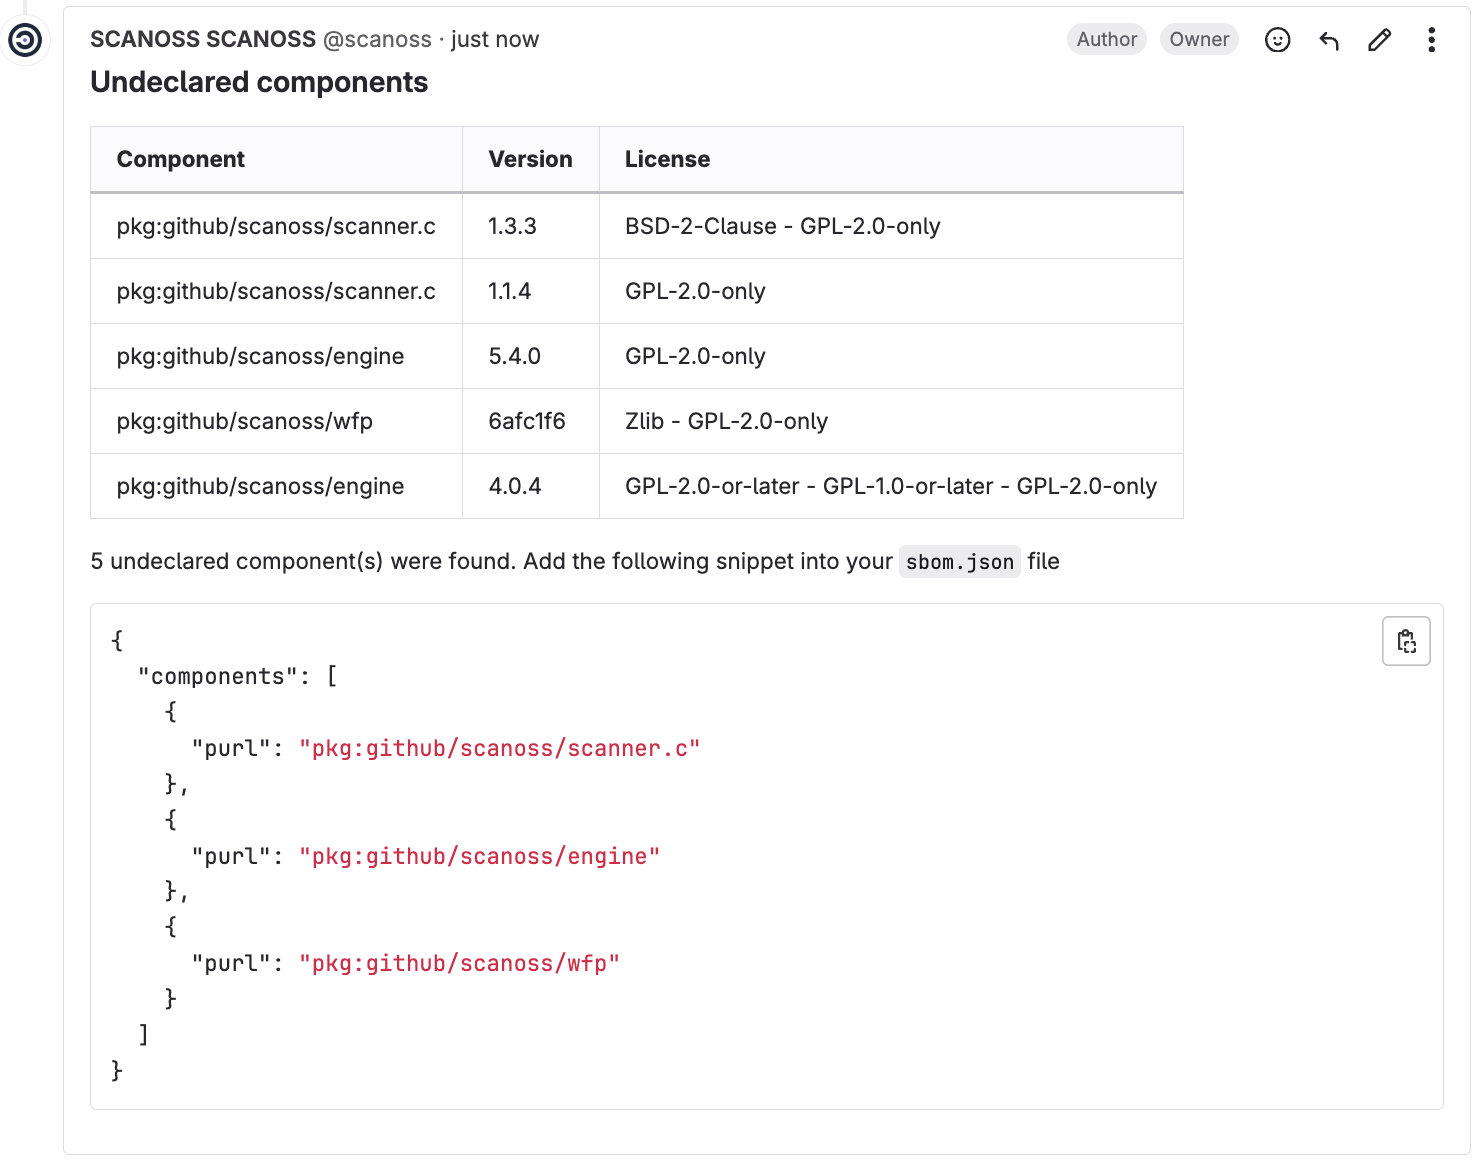 SCANOSS SCANOSS @scanoss · just now Author Owner
Undeclared components
Component Version License
pkg:github/scanoss/scanner.c 1.3.3 BSD-2-Clause - GPL-2.0-only
pkg:github/scanoss/scanner.c 1.1.4 GPL-2.0-only
pkg:github/scanoss/engine 5.4.0 GPL-2.0-only
pkg:github/scanoss/wfp 6afc1f6 Zlib - GPL-2.0-only
pkg:github/scanoss/engine 4.0.4 GPL-2.0-or-later - GPL-1.0-or-later - GPL-2.0-only
5 undeclared component(s) were found. Add the following snippet into your sbom.json file
{
  "components": [
    {
      "purl": "pkg:github/scanoss/scanner.c"
    },
    {
      "purl": "pkg:github/scanoss/engine"
    },
    {
      "purl": "pkg:github/scanoss/wfp"
    }
  ]
}